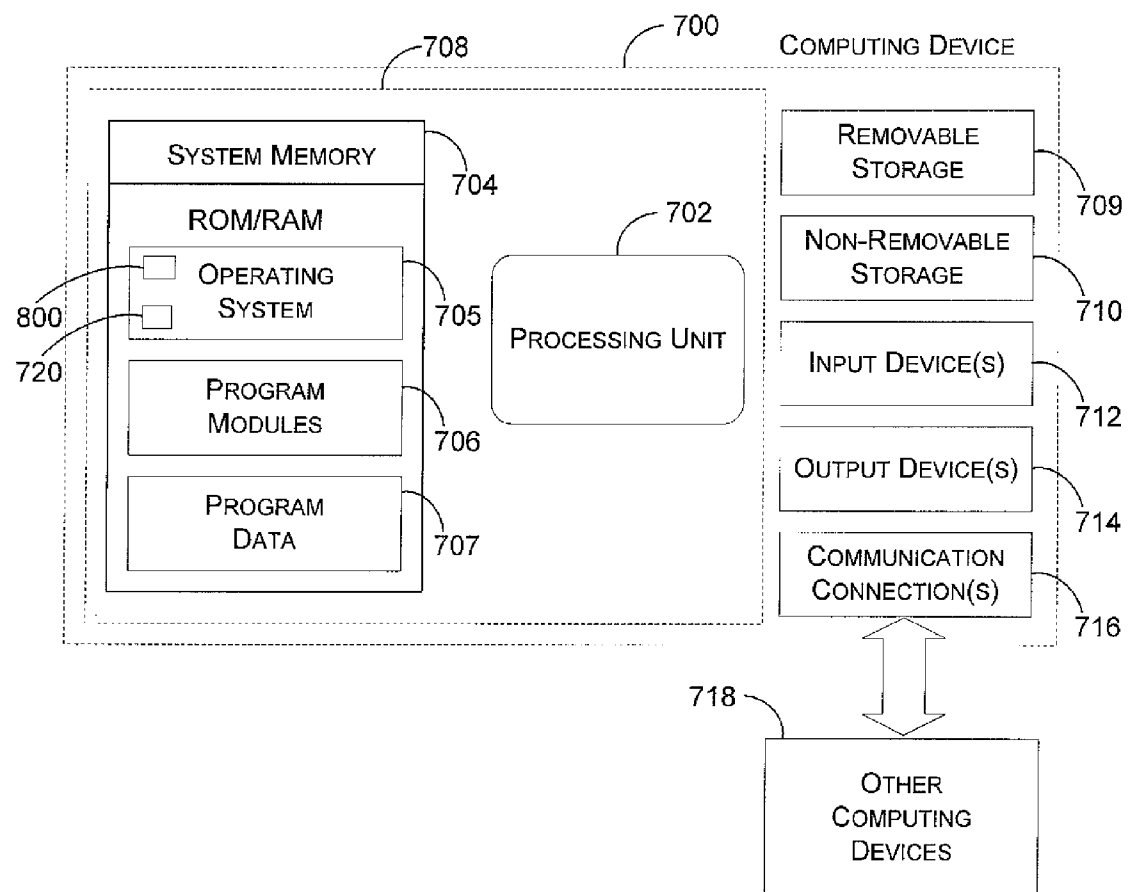 700
COMPUTING DEVICE
708
SYSTEM MEMORY
704
ROM/RAM
OPERATING
SYSTEM
705
800
720
PROGRAM
MODULES
706
PROGRAM
DATA
707
702
PROCESSING UNIT
REMOVABLE
STORAGE
709
NON-REMOVABLE
STORAGE
710
INPUT DEVICE(S)
712
OUTPUT DEVICE(S)
714
COMMUNICATION
CONNECTION(S)
716
718
OTHER
COMPUTING
DEVICES